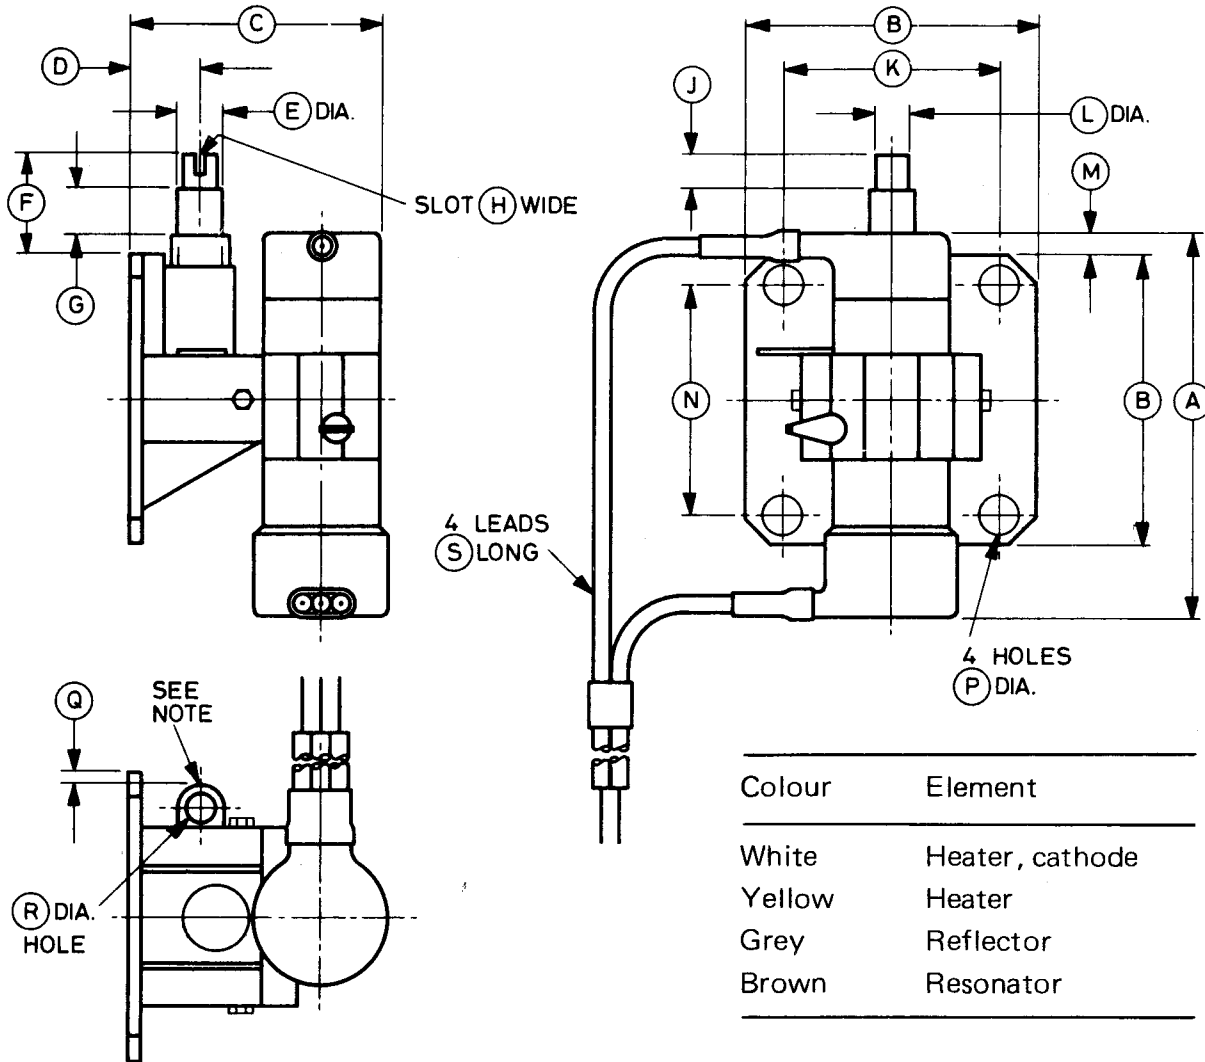 C
B
D
K
J
E DIA.
L DIA.
M
F
SLOT H WIDE
G
N
B
A
4 LEADS
S LONG
4 HOLES
P DIA.
Q
SEE
NOTE
R DIA.
HOLE
Colour Element
White Heater, cathode
Yellow Heater
Grey Reflector
Brown Resonator